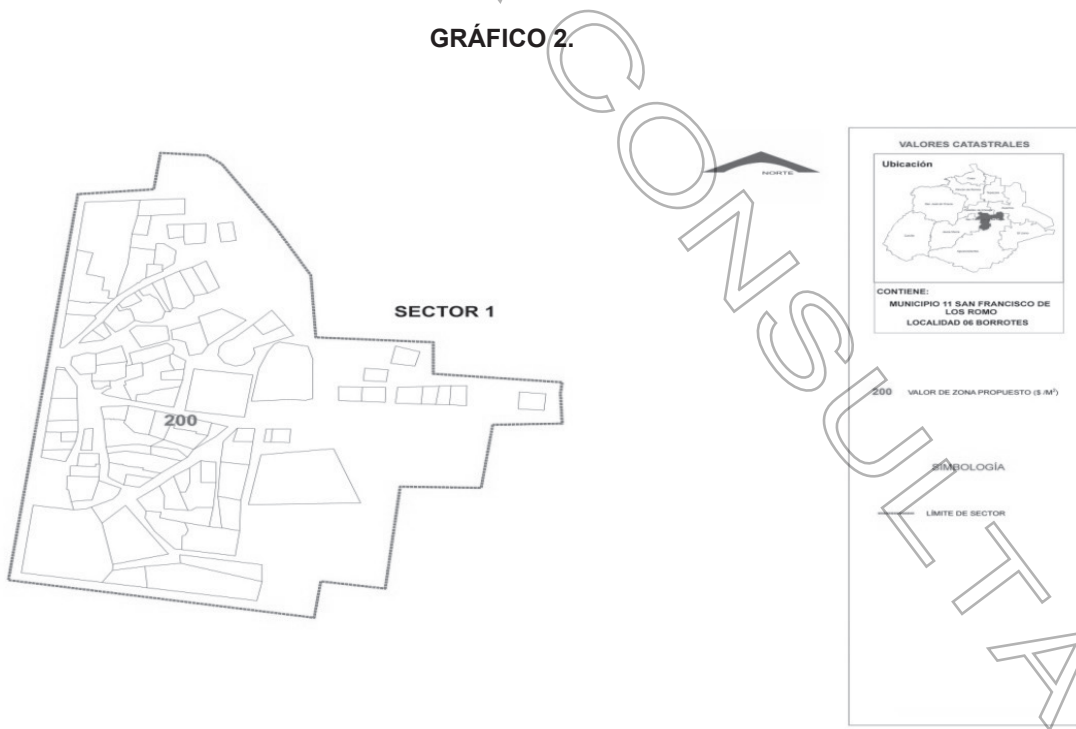 GRÁFICO 2.
CONSULTA
NORTE
SECTOR 1
200
VALORES CATASTRALES
Ubicación
CONTIENE:
MUNICIPIO 11 SAN FRANCISCO DE
LOS ROMO
LOCALIDAD 06 BORROTES
200 VALOR DE ZONA PROPUESTO ($ /M²)
SIMBOLOGÍA
LÍMITE DE SECTOR